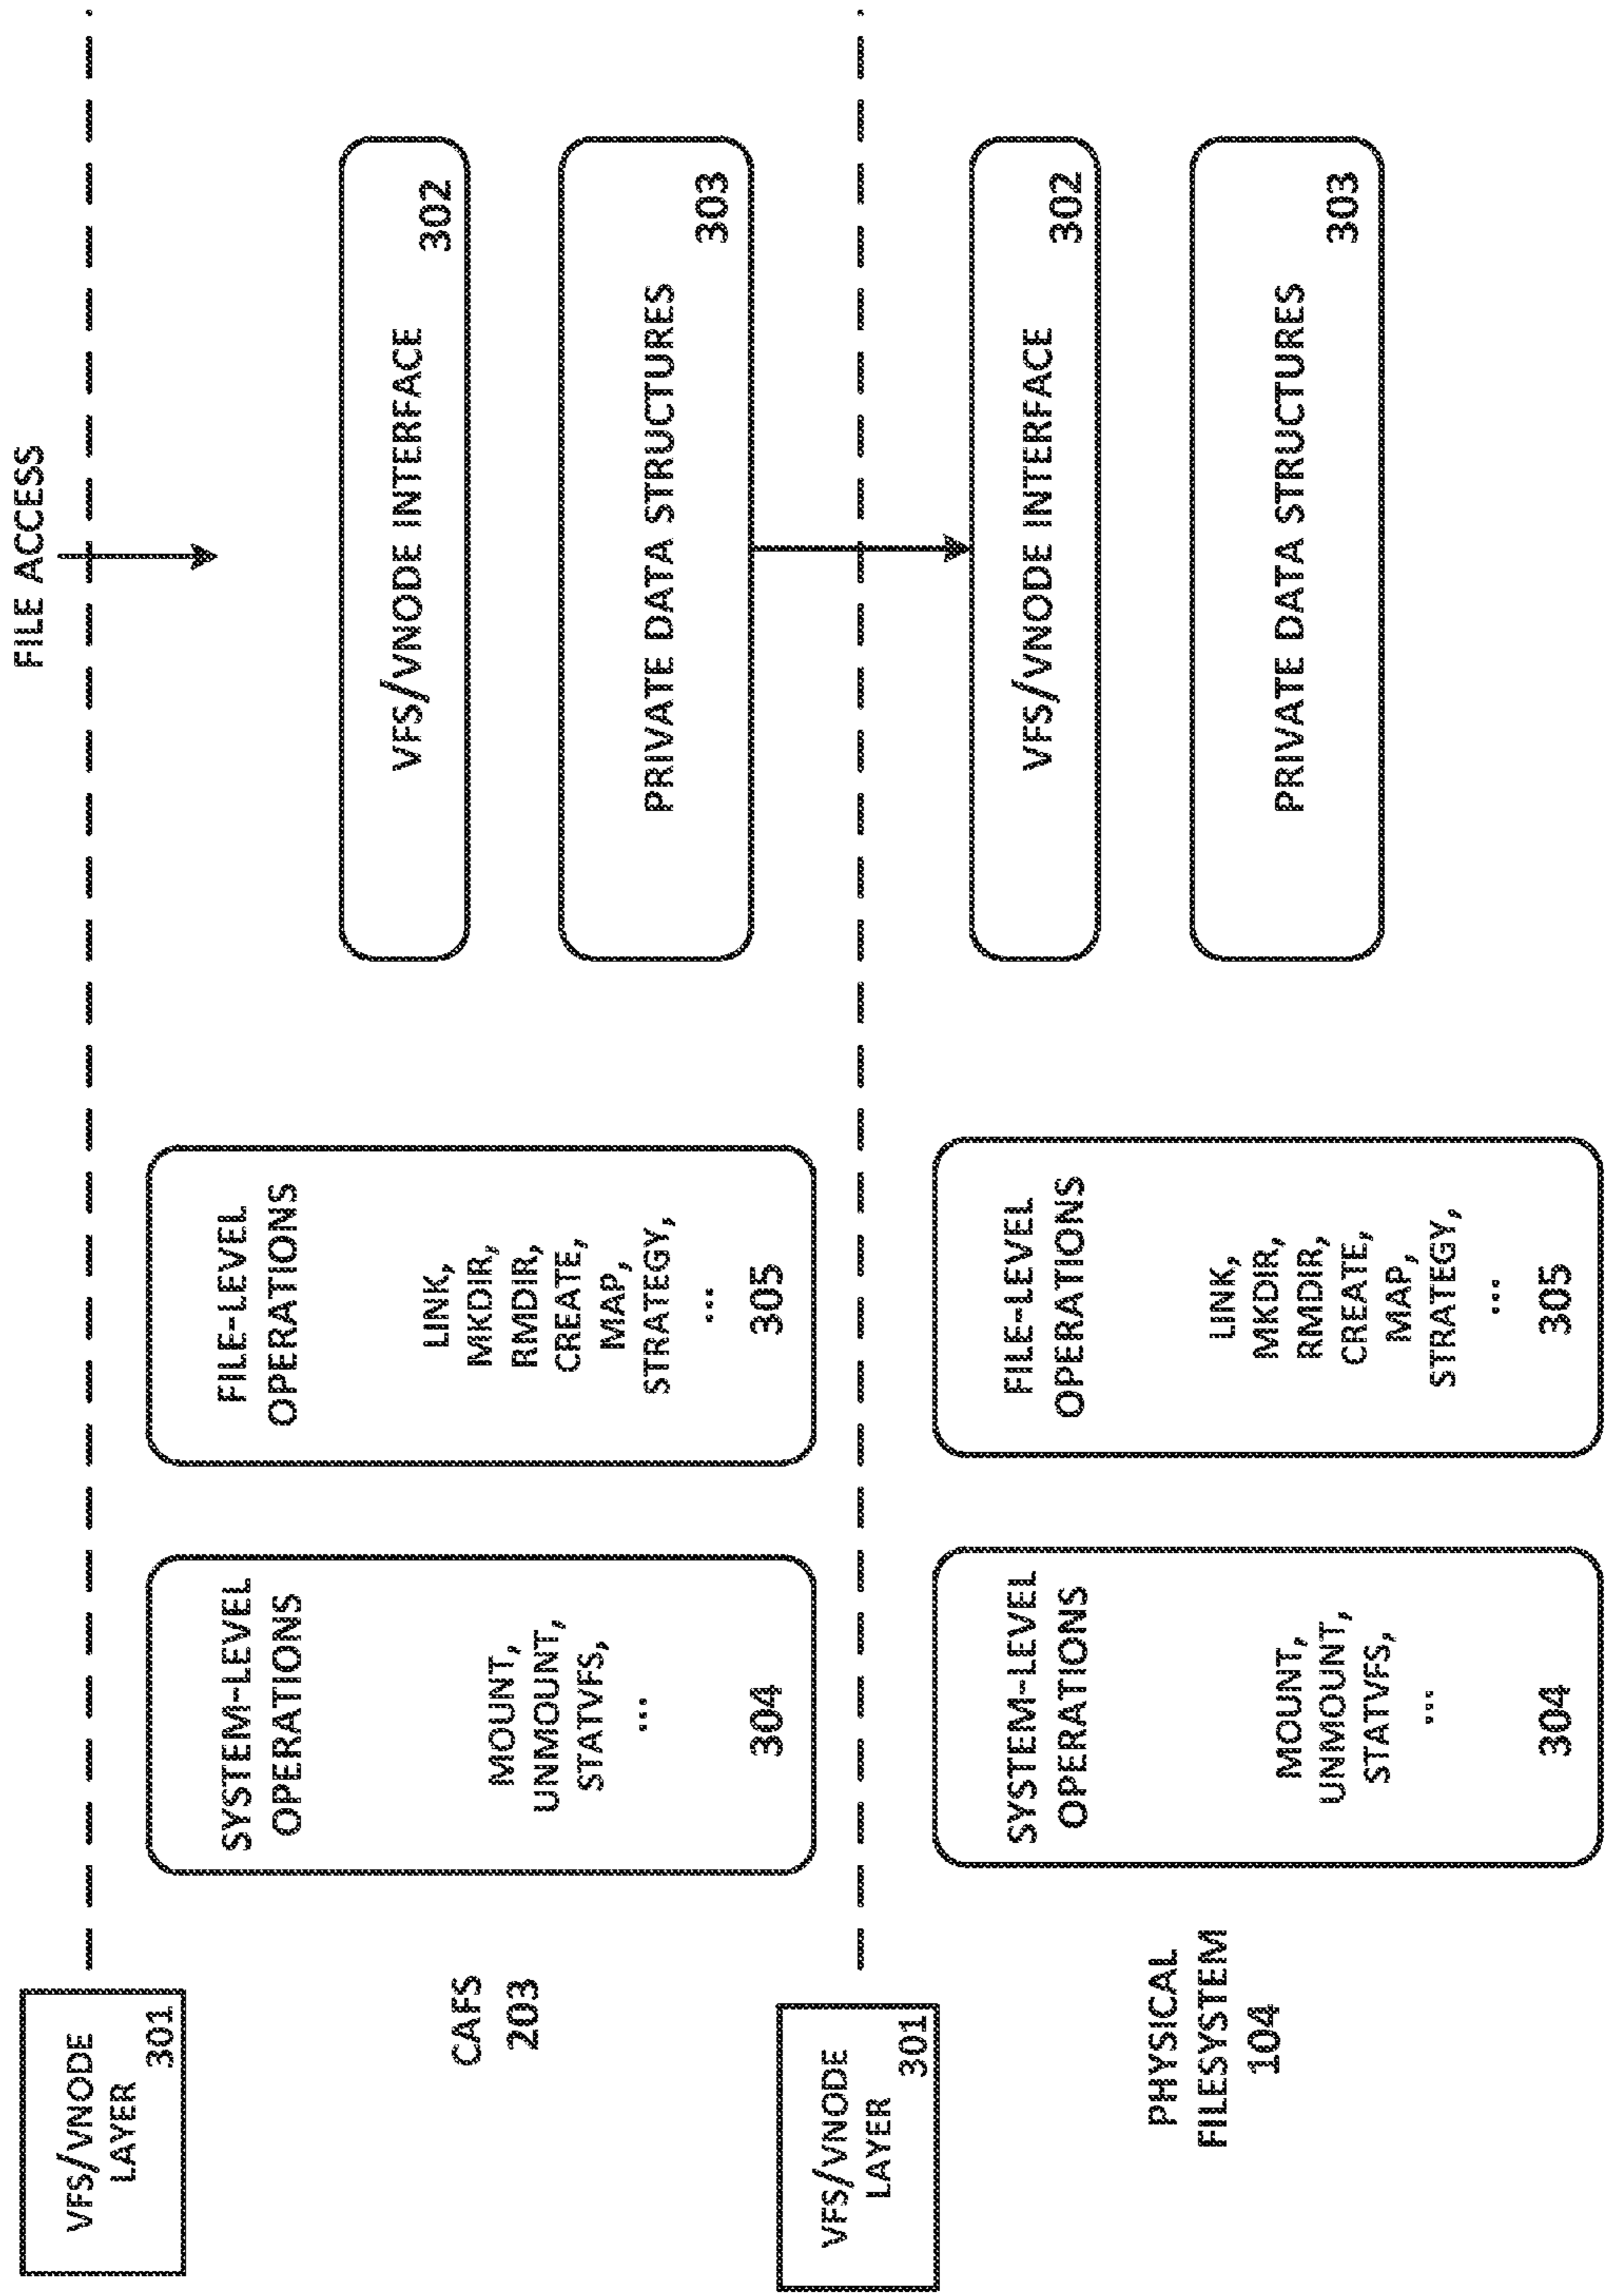 FILE ACCESS
VFS/VNODE
LAYER
301
CAFS
203
SYSTEM-LEVEL
OPERATIONS
MOUNT,
UNMOUNT,
STATVFS,
...
304
FILE-LEVEL
OPERATIONS
LINK,
MKDIR,
RMDIR,
CREATE,
MAP,
STRATEGY,
...
305
VFS/VNODE INTERFACE
302
PRIVATE DATA STRUCTURES
303
VFS/VNODE
LAYER
301
PHYSICAL
FILESYSTEM
104
SYSTEM-LEVEL
OPERATIONS
MOUNT,
UNMOUNT,
STATVFS,
...
304
FILE-LEVEL
OPERATIONS
LINK,
MKDIR,
RMDIR,
CREATE,
MAP,
STRATEGY,
...
305
VFS/VNODE INTERFACE
302
PRIVATE DATA STRUCTURES
303